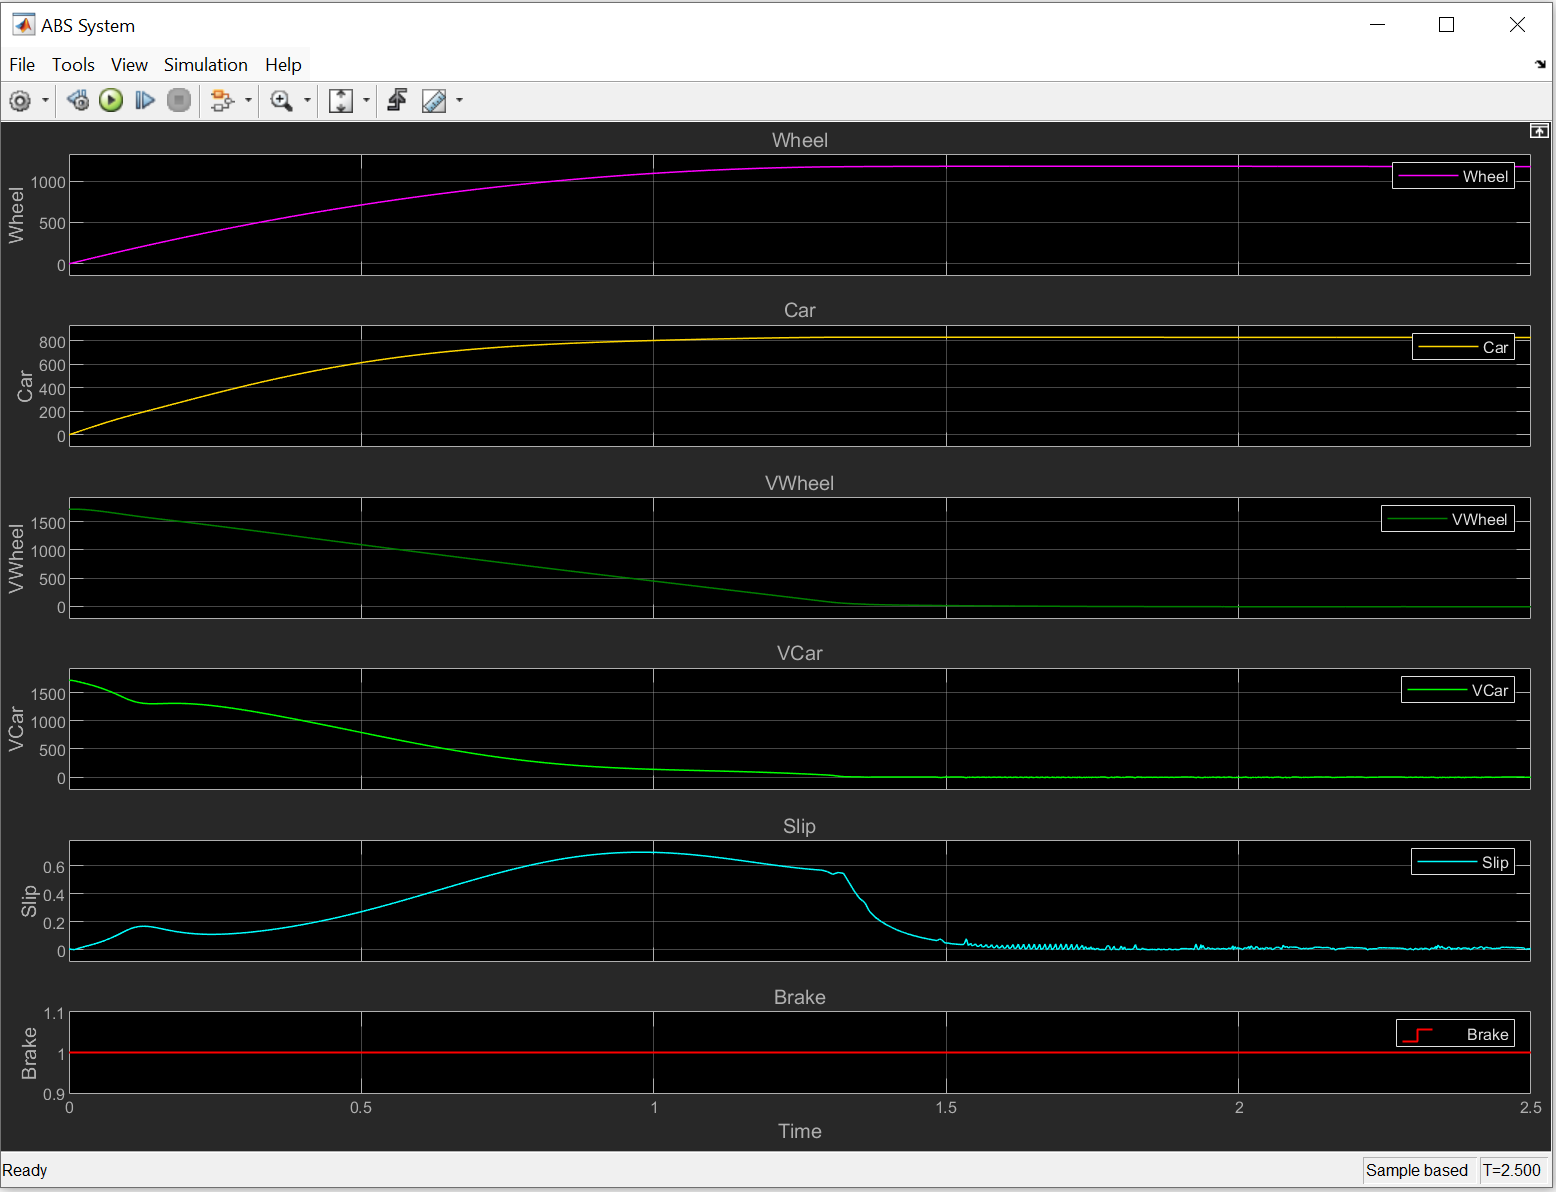 ABS System
File Tools View Simulation Help
Wheel
Wheel
1000
500
0
Wheel
Car
Car
800
600
400
200
0
Car
VWheel
VWheel
1500
1000
500
0
VWheel
VCar
VCar
1500
1000
500
0
VCar
Slip
Slip
0.6
0.4
0.2
0
Slip
Brake
Brake
1.1
1
0.9
Brake
0 0.5 1 1.5 2 2.5
Time
Ready Sample based T=2.500